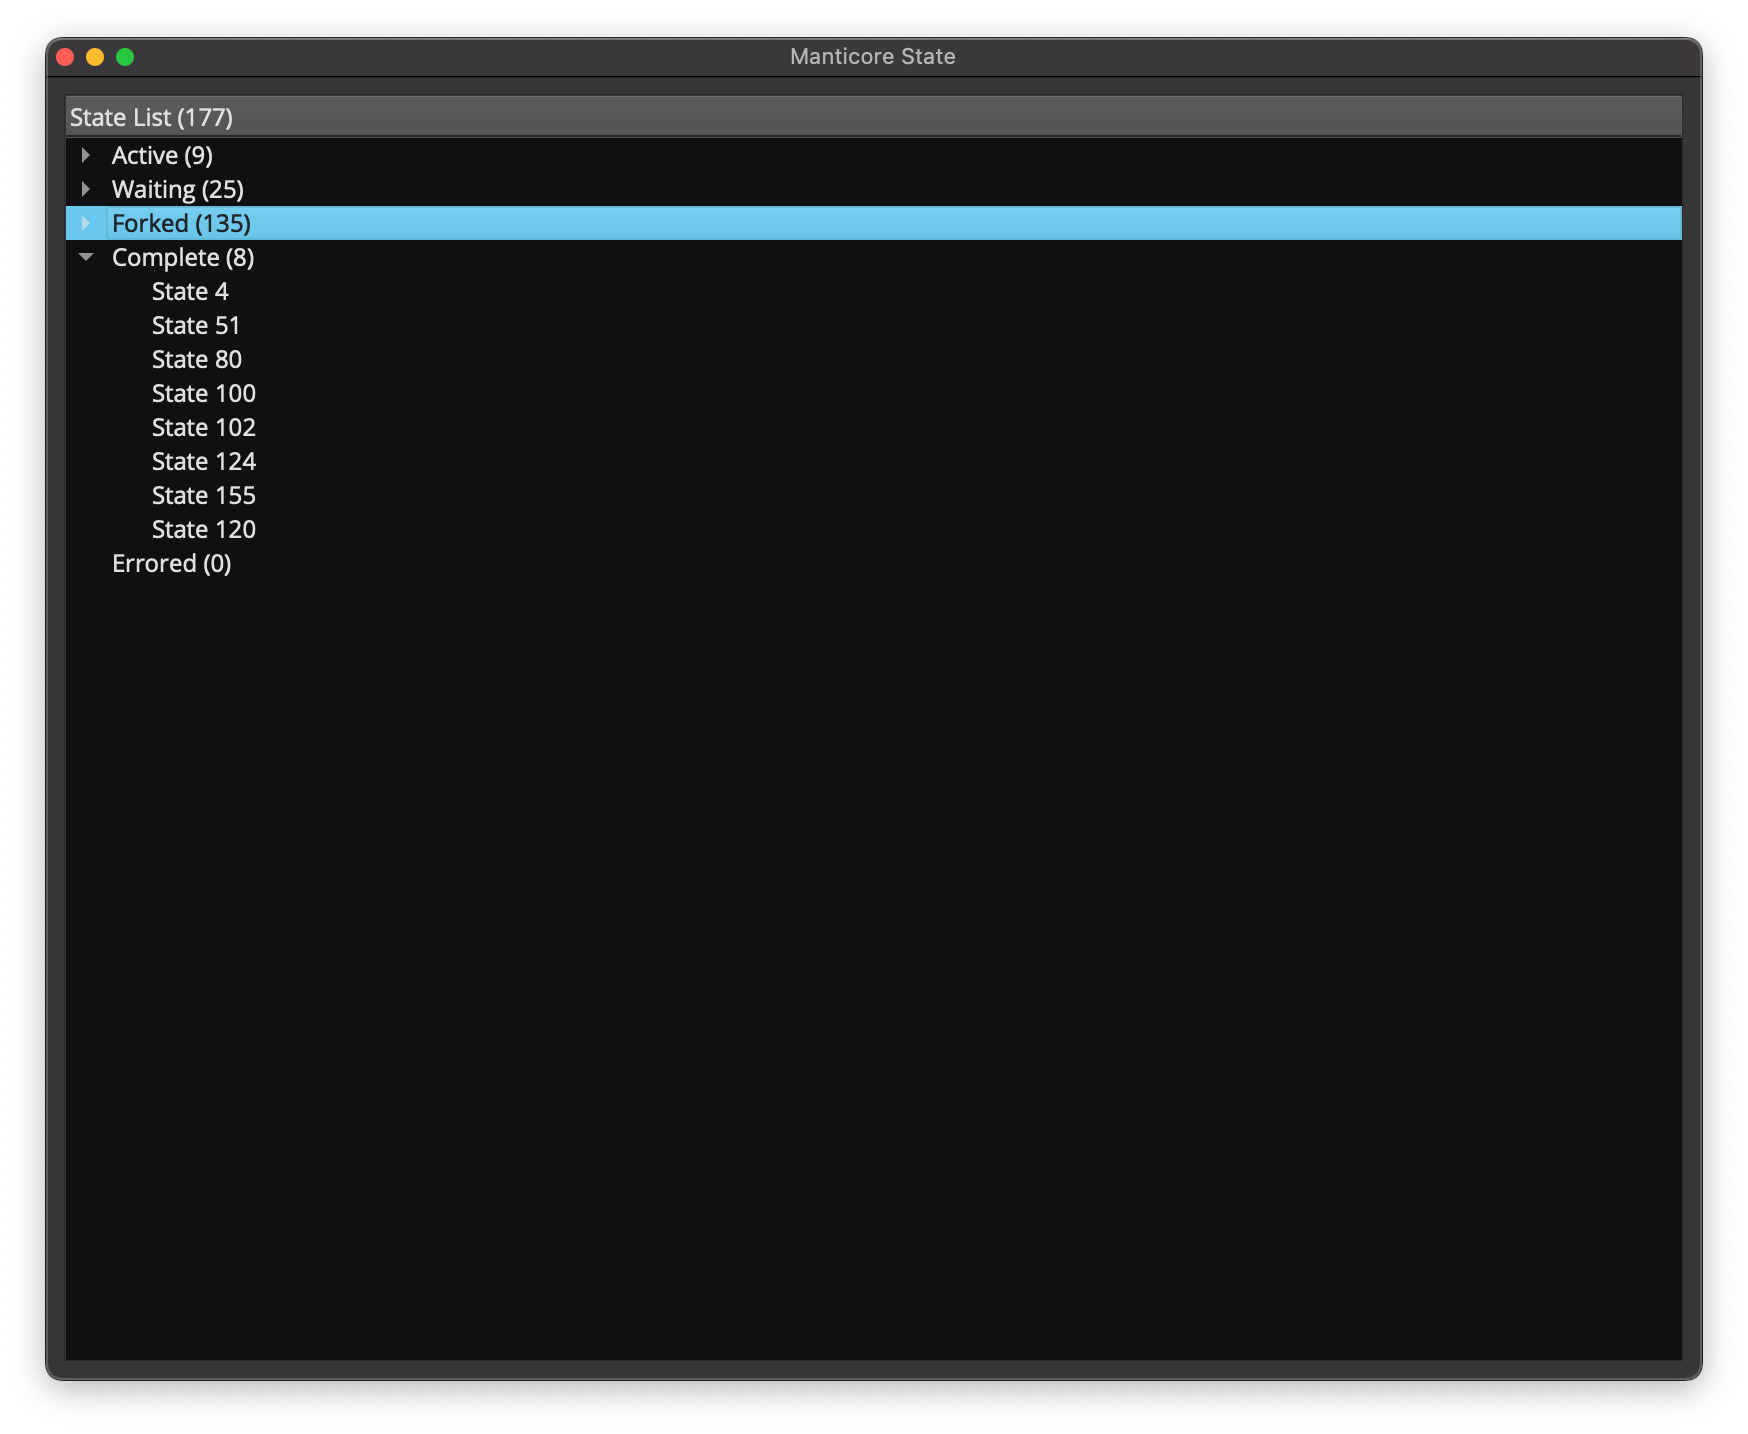 Manticore State
State List (177)
Active (9)
Waiting (25)
Forked (135)
Complete (8)
State 4
State 51
State 80
State 100
State 102
State 124
State 155
State 120
Errored (0)